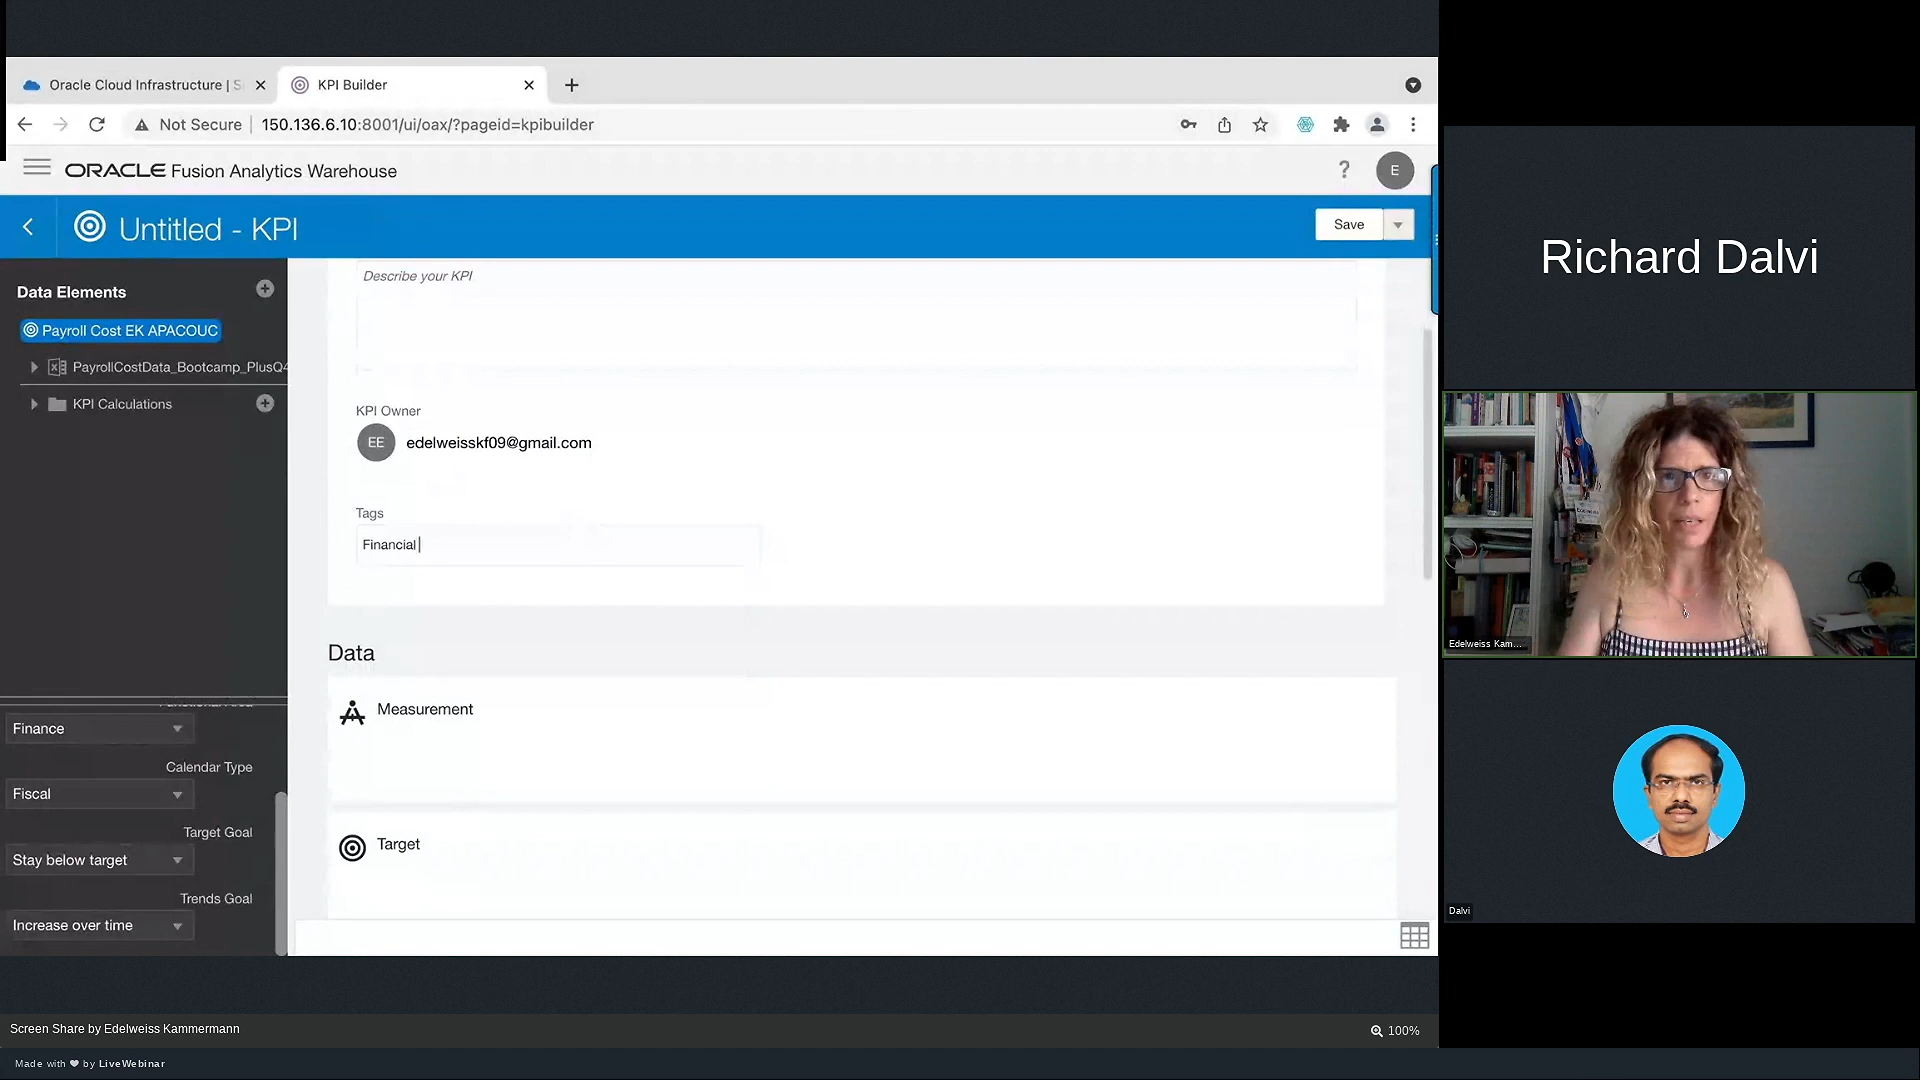 Oracle Cloud Infrastructure | S
KPI Builder
Not Secure
150.136.6.10:8001/ui/oax/?pageid=kpibuilder
ORACLE Fusion Analytics Warehouse
?
E
Untitled - KPI
Save
Data Elements
Payroll Cost EK APACOUC
PayrollCostData_Bootcamp_PlusQ4
KPI Calculations
Describe your KPI
KPI Owner
EE
edelweisskf09@gmail.com
Tags
Financial
Data
Measurement
Target
Functional Area
Finance
Calendar Type
Fiscal
Target Goal
Stay below target
Trends Goal
Increase over time
Richard Dalvi
Edelweiss Kam...
Dalvi
Screen Share by Edelweiss Kammermann
100%
Made with ❤ by LiveWebinar